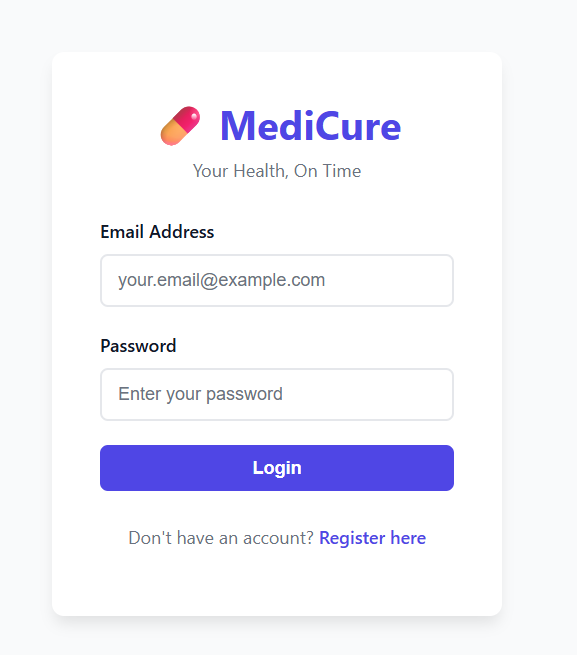 MediCure
Your Health, On Time
Email Address
your.email@example.com
Password
Enter your password
Login
Don't have an account? Register here